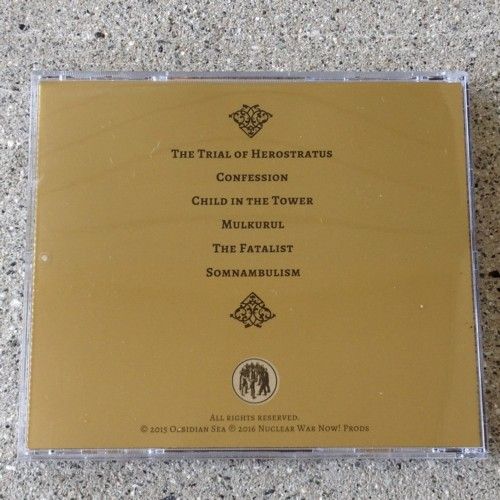 The Trial of Herostratus
Confession
Child in the Tower
Mulkurul
The Fatalist
Somnambulism
All rights reserved.
© 2015 Obsidian Sea ℗ 2016 Nuclear War Now! Prods